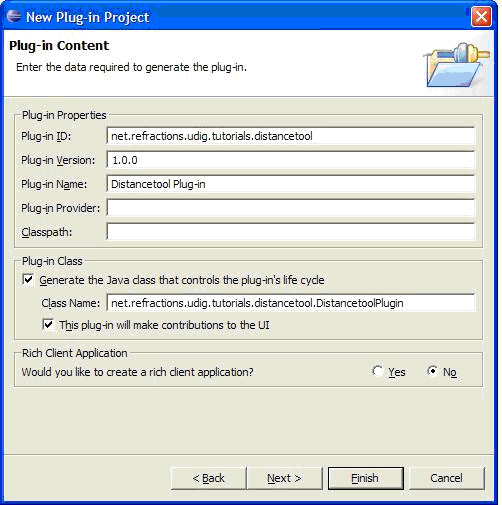 New Plug-in Project
Plug-in Content
Enter the data required to generate the plug-in.
Plug-in Properties
Plug-in ID: net.refractions.udig.tutorials.distancetool
Plug-in Version: 1.0.0
Plug-in Name: Distancetool Plug-in
Plug-in Provider:
Classpath:
Plug-in Class
Generate the Java class that controls the plug-in's life cycle
Class Name: net.refractions.udig.tutorials.distancetool.DistancetoolPlugin
This plug-in will make contributions to the UI
Rich Client Application
Would you like to create a rich client application? Yes No
< Back Next > Finish Cancel